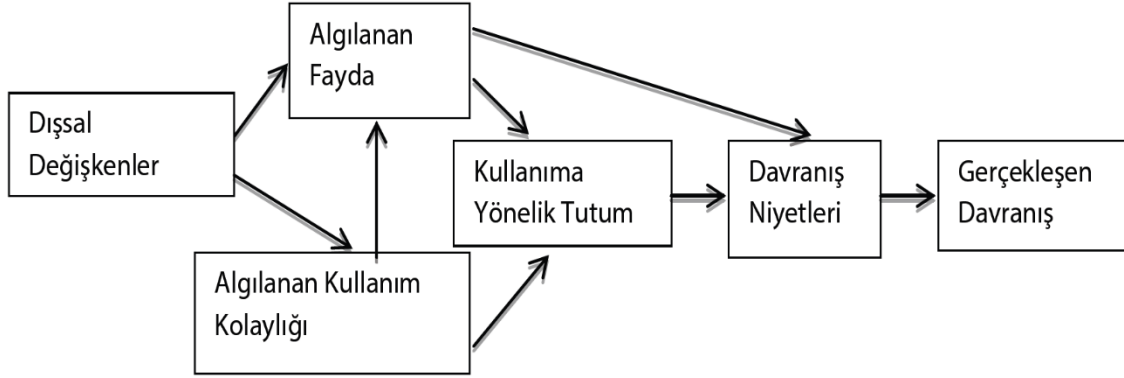 Algılanan
Fayda
Dışsal
Değişkenler
Kullanıma
Yönelik Tutum
Davranış
Niyetleri
Gerçekleşen
Davranış
Algılanan Kullanım
Kolaylığı